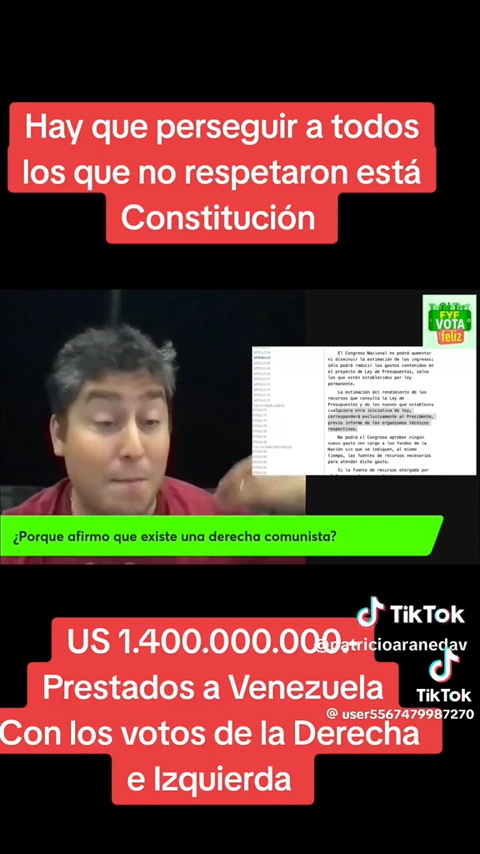 Hay que perseguir a todos
los que no respetaron está
Constitución
FYF
VOTA
feliz
El Congreso Nacional no podrá aumentar
ni disminuir la estimación de los ingresos;
sólo podrá reducir los gastos contenidos en
el proyecto de Ley de Presupuestos, salvo
los que estén establecidos por ley
permanente.
La estimación del rendimiento de los
recursos que consulta la Ley de
Presupuestos y de los nuevos que establezca
cualquiera otra iniciativa de ley,
corresponderá exclusivamente al Presidente,
previo informe de los organismos técnicos
respectivos.
No podrá el Congreso aprobar ningún
nuevo gasto con cargo a los fondos de la
Nación sin que se indiquen, al mismo
tiempo, las fuentes de recursos necesarios
para atender dicho gasto.
Si la fuente de recursos otorgada por
¿Porque afirmo que existe una derecha comunista?
TikTok
@patricioaranedav
US 1.400.000.000.-
Prestados a Venezuela
TikTok
@ user5567479987270
Con los votos de la Derecha
e Izquierda